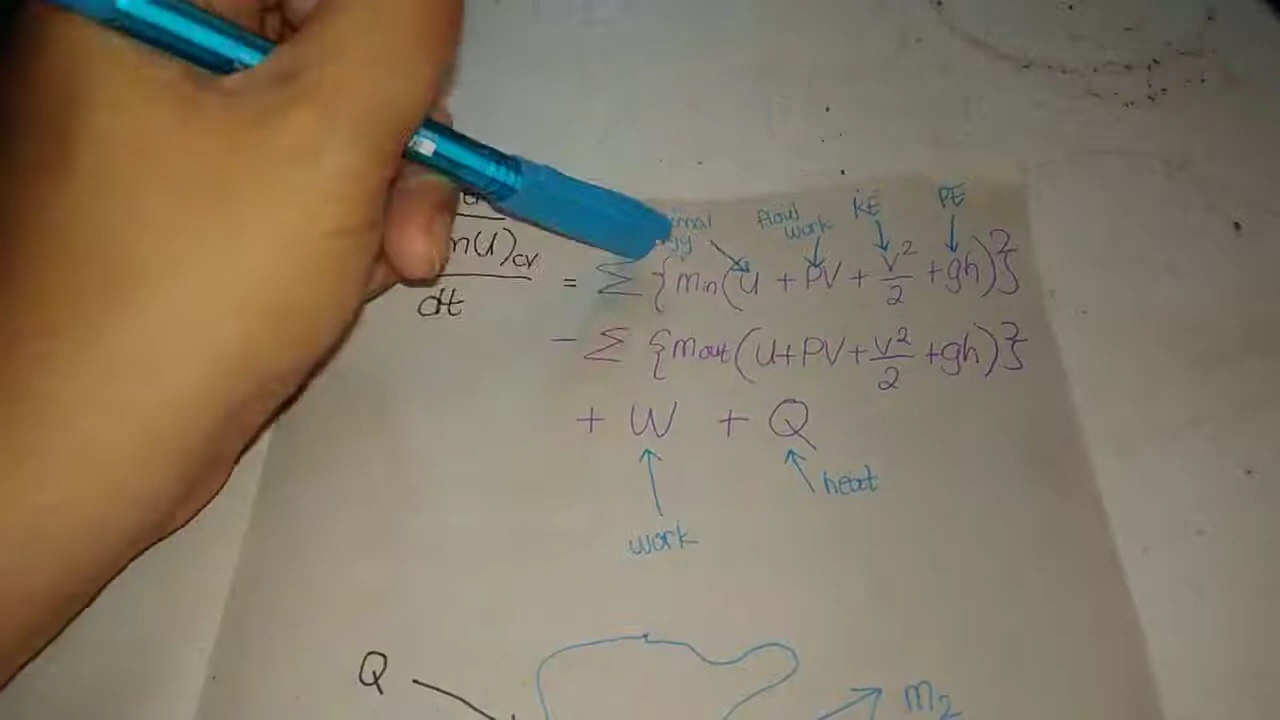 flow work KE PE
mU)cv / dt = Σ {min(U + PV + v²/2 + gh)}
− Σ {mout(U+PV+v²/2 +gh)}
+ W + Q
heat
work
Q
m2